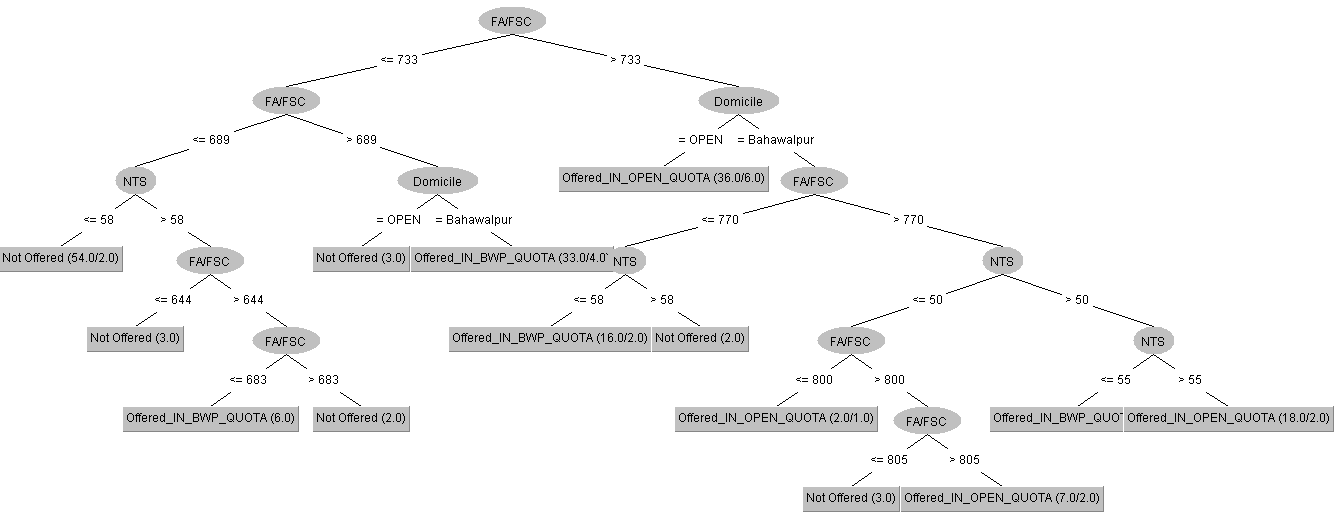 FA/FSC
<= 733 > 733
FA/FSC Domicile
<= 689 > 689 = OPEN = Bahawalpur
NTS Domicile Offered_IN_OPEN_QUOTA (36.0/6.0) FA/FSC
<= 58 > 58 = OPEN = Bahawalpur <= 770 > 770
Not Offered (54.0/2.0) FA/FSC Not Offered (3.0) Offered_IN_BWP_QUOTA (33.0/4.0) NTS NTS
<= 644 > 644 <= 58 > 58 <= 50 > 50
Not Offered (3.0) FA/FSC Offered_IN_BWP_QUOTA (16.0/2.0) Not Offered (2.0) FA/FSC NTS
<= 683 > 683 <= 800 > 800 <= 55 > 55
Offered_IN_BWP_QUOTA (6.0) Not Offered (2.0) Offered_IN_OPEN_QUOTA (2.0/1.0) FA/FSC Offered_IN_BWP_QUO Offered_IN_OPEN_QUOTA (18.0/2.0)
<= 805 > 805
Not Offered (3.0) Offered_IN_OPEN_QUOTA (7.0/2.0)